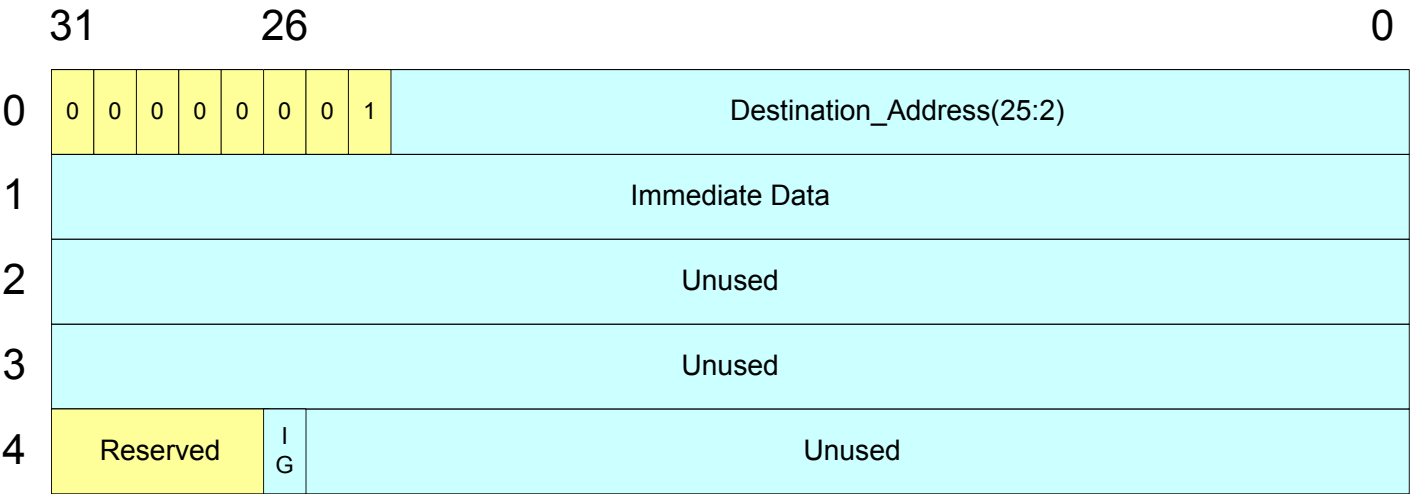 31 26 0
0 0 0 0 0 0 0 0 1 Destination_Address(25:2)
1 Immediate Data
2 Unused
3 Unused
4 Reserved I G Unused